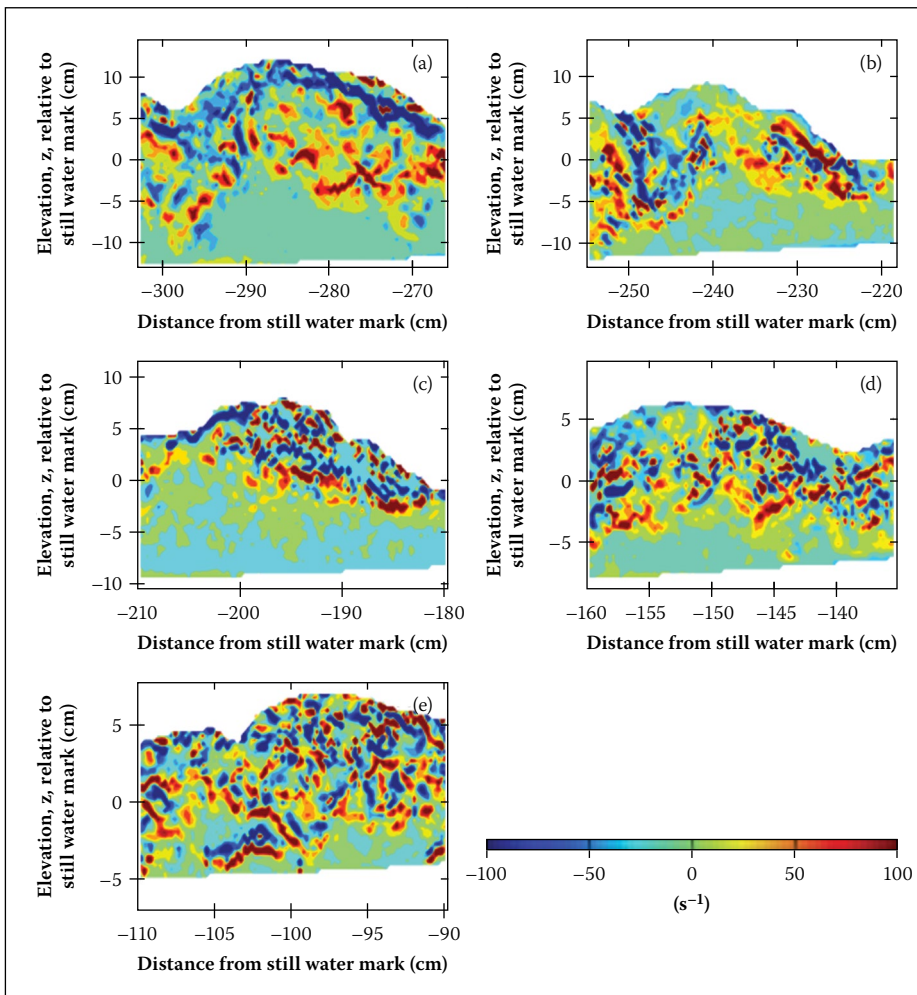 Elevation, z, relative to
still water mark (cm)
10
5
0
−5
−10
(a)
−300
−290
−280
−270
Distance from still water mark (cm)
Elevation, z, relative to
still water mark (cm)
10
5
0
−5
−10
(b)
−250
−240
−230
−220
Distance from still water mark (cm)
Elevation, z, relative to
still water mark (cm)
10
5
0
−5
−10
(c)
−210
−200
−190
−180
Distance from still water mark (cm)
Elevation, z, relative to
still water mark (cm)
5
0
−5
(d)
−160
−155
−150
−145
−140
Distance from still water mark (cm)
Elevation, z, relative to
still water mark (cm)
5
0
−5
(e)
−110
−105
−100
−95
−90
Distance from still water mark (cm)
−100
−50
0
50
100
(s⁻¹)